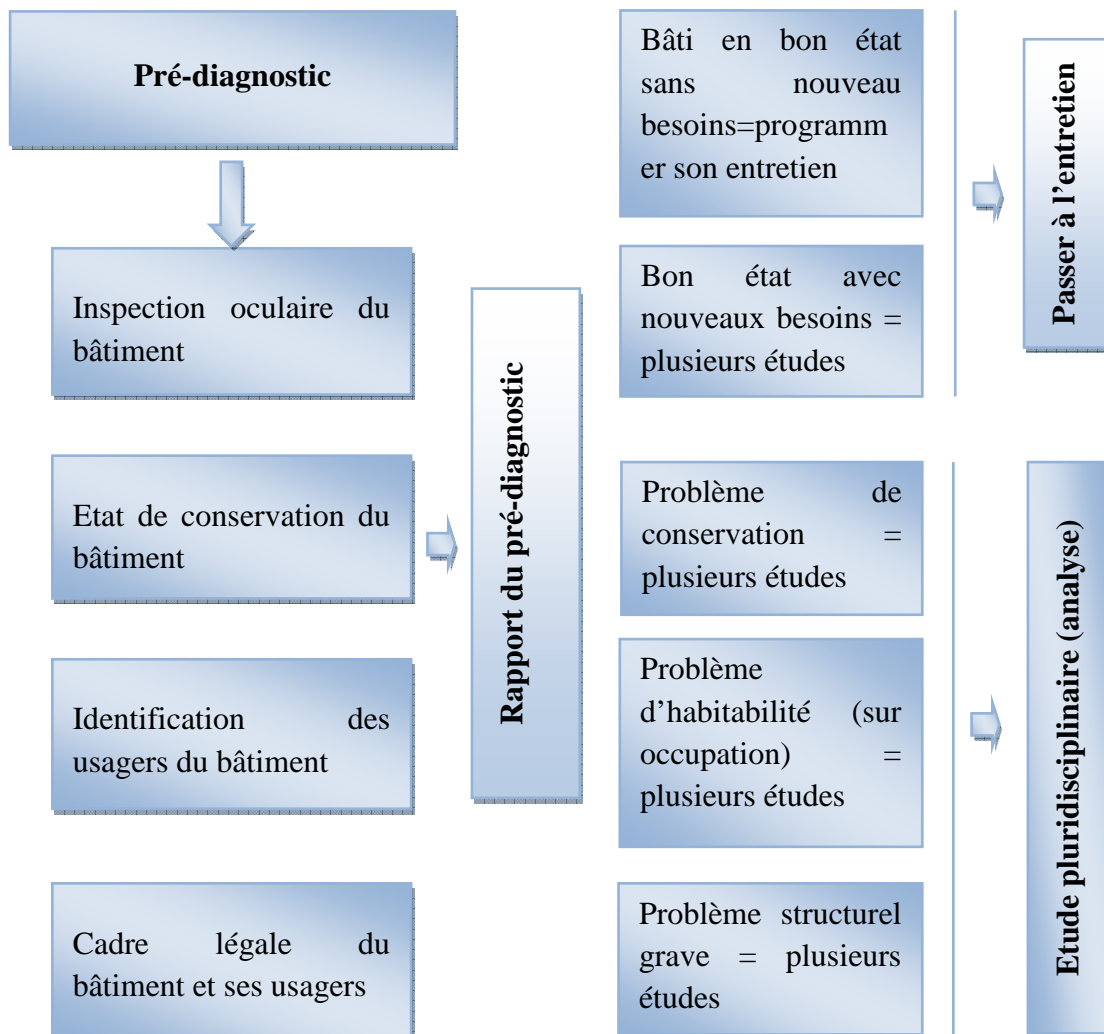 Pré-diagnostic
Inspection oculaire du
bâtiment
Etat de conservation du
bâtiment
Identification des
usagers du bâtiment
Cadre légale du
bâtiment et ses usagers
Rapport du pré-diagnostic
Bâti en bon état
sans nouveau
besoins=programm
er son entretien
Bon état avec
nouveaux besoins =
plusieurs études
Problème de
conservation =
plusieurs études
Problème
d’habitabilité (sur
occupation) =
plusieurs études
Problème structurel
grave = plusieurs
études
Passer à l’entretien
Etude pluridisciplinaire (analyse)